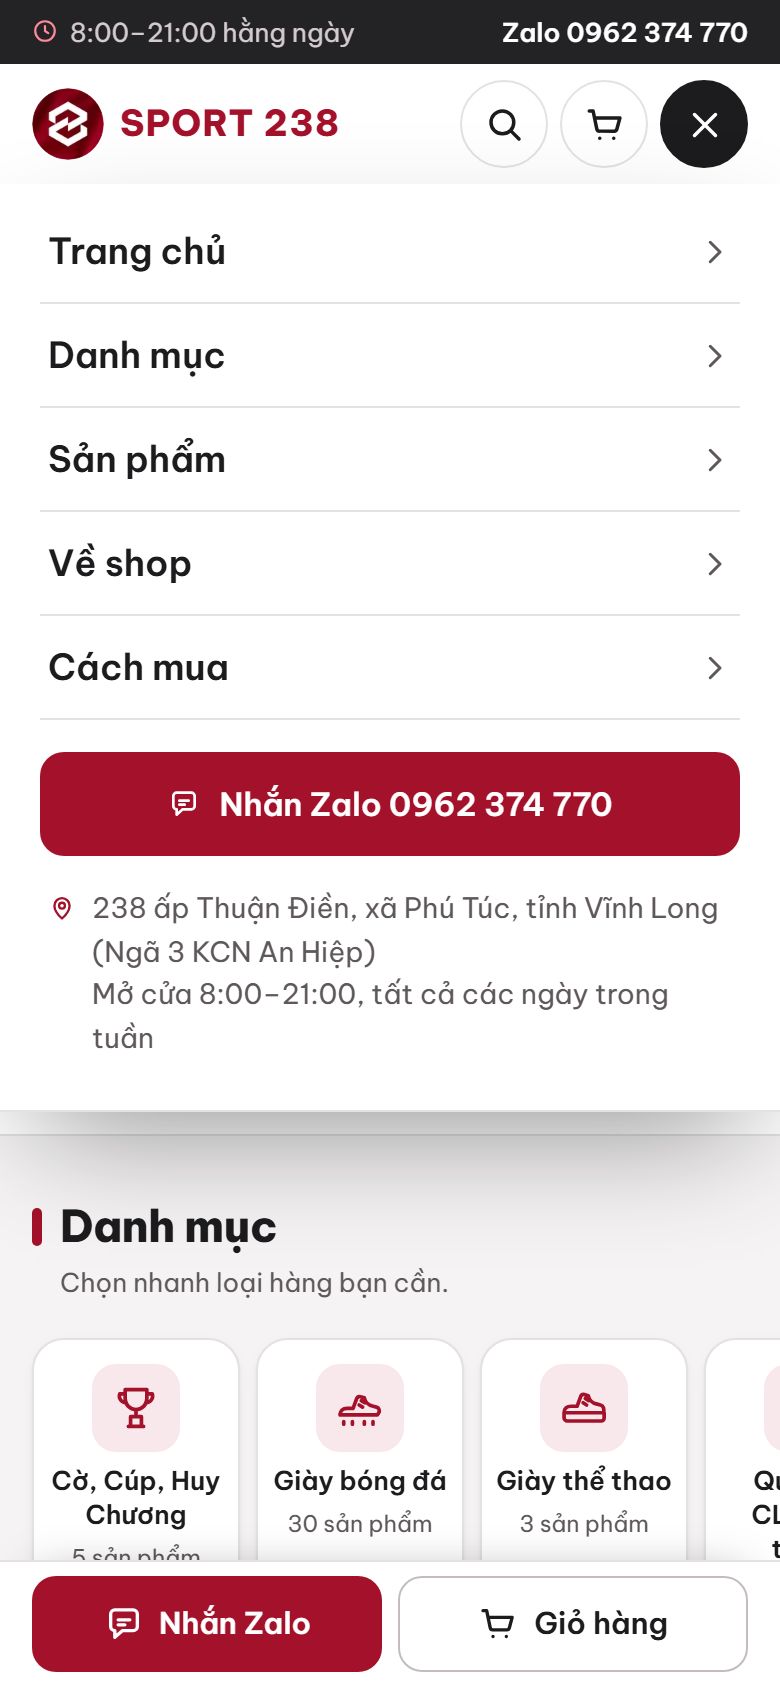 8:00–21:00 hằng ngày
Zalo 0962 374 770
SPORT 238
Trang chủ
Danh mục
Sản phẩm
Về shop
Cách mua
Nhắn Zalo 0962 374 770
238 ấp Thuận Điền, xã Phú Túc, tỉnh Vĩnh Long
(Ngã 3 KCN An Hiệp)
Mở cửa 8:00–21:00, tất cả các ngày trong
tuần
Danh mục
Chọn nhanh loại hàng bạn cần.
Cờ, Cúp, Huy
Chương
5 sản phẩm
Giày bóng đá
30 sản phẩm
Giày thể thao
3 sản phẩm
Nhắn Zalo
Giỏ hàng